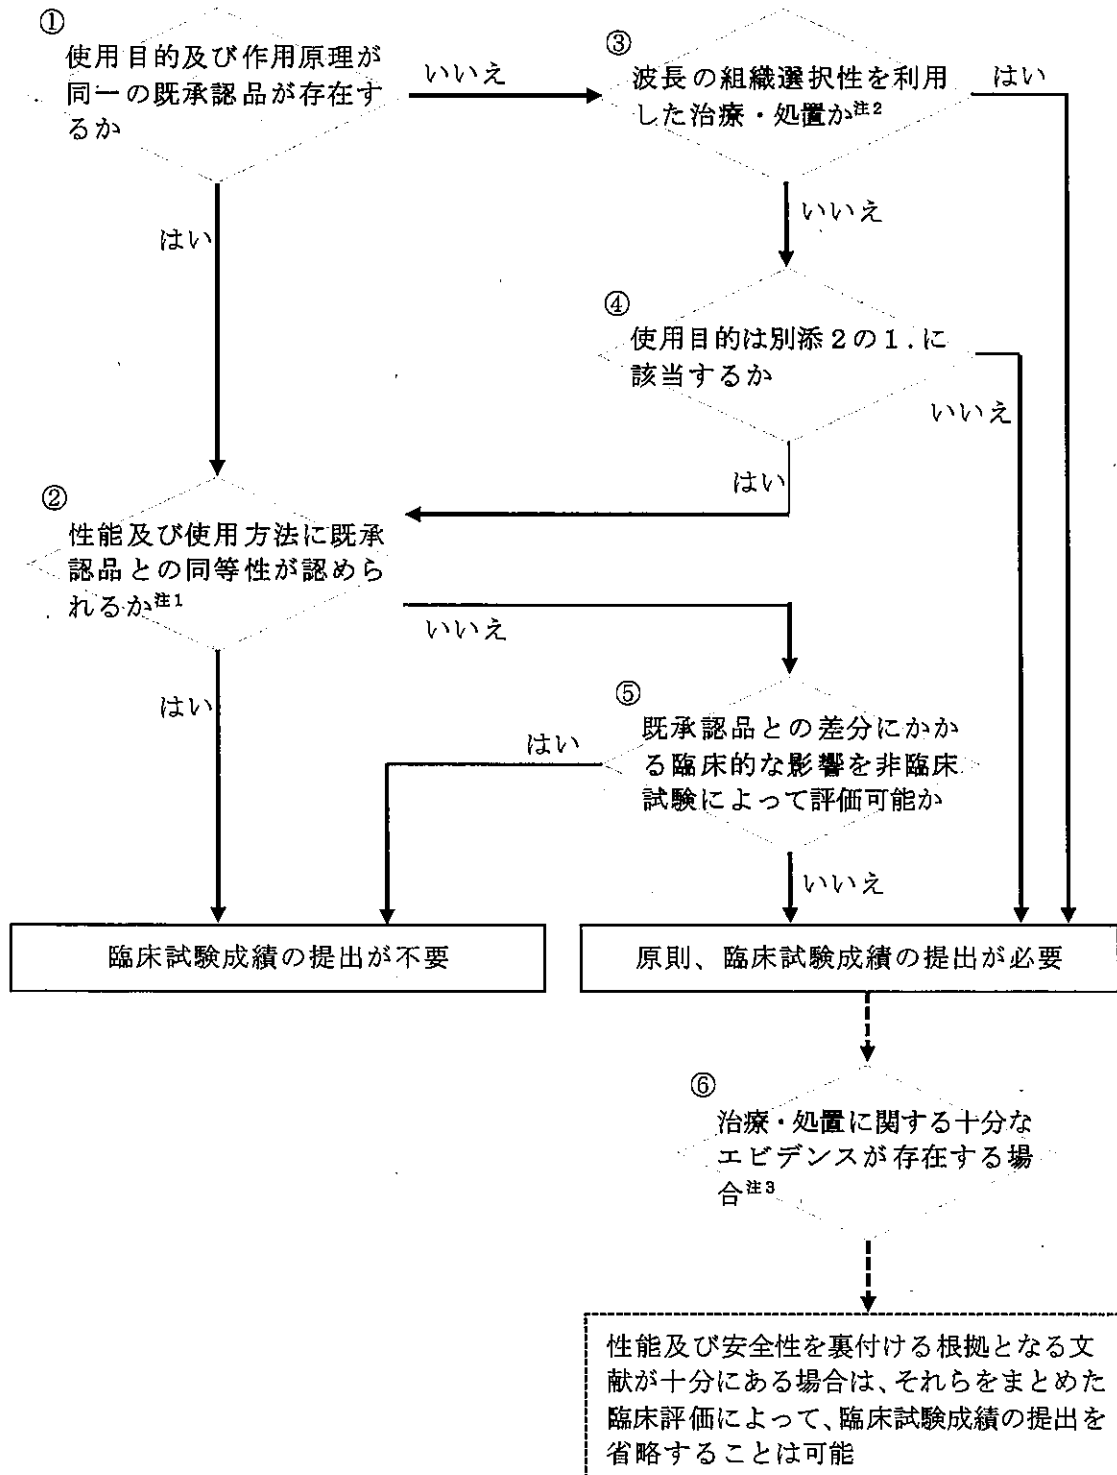 ①
使用目的及び作用原理が
同一の既承認品が存在す
るか
いいえ
はい
③
波長の組織選択性を利用
した治療・処置か注2
はい
いいえ
④
使用目的は別添2の1.に
該当するか
いいえ
はい
②
性能及び使用方法に既承
認品との同等性が認めら
れるか注1
いいえ
はい
⑤
既承認品との差分にかか
る臨床的な影響を非臨床
試験によって評価可能か
はい
いいえ
臨床試験成績の提出が不要
原則、臨床試験成績の提出が必要
⑥
治療・処置に関する十分な
エビデンスが存在する場
合注3
性能及び安全性を裏付ける根拠となる文
献が十分にある場合は、それらをまとめた
臨床評価によって、臨床試験成績の提出を
省略することは可能